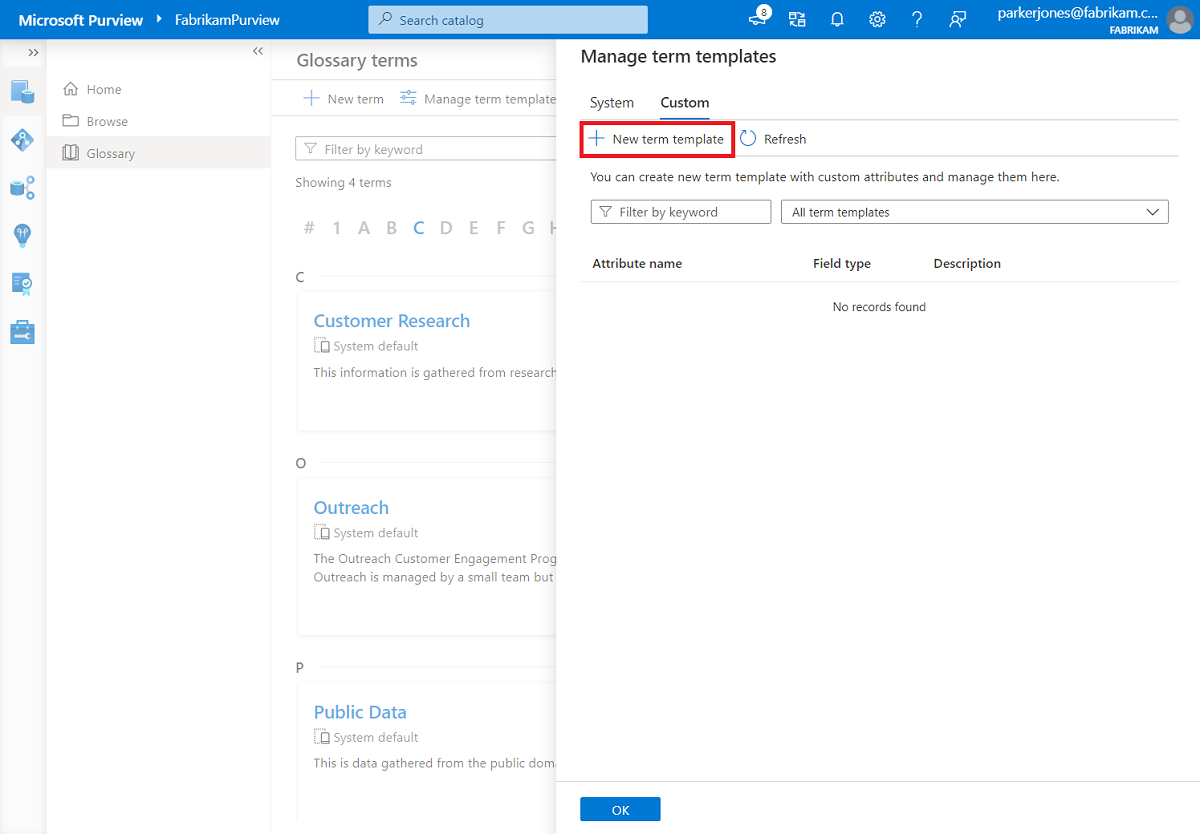 Microsoft Purview
FabrikamPurview
Search catalog
8
parkerjones@fabrikam.c...
FABRIKAM
Home
Browse
Glossary
Glossary terms
New term
Manage term template
Filter by keyword
Showing 4 terms
# 1 A B C D E F G H
C
Customer Research
System default
This information is gathered from research
O
Outreach
System default
The Outreach Customer Engagement Prog
Outreach is managed by a small team but
P
Public Data
System default
This is data gathered from the public doma
Manage term templates
System
Custom
New term template
Refresh
You can create new term template with custom attributes and manage them here.
Filter by keyword
All term templates
Attribute name
Field type
Description
No records found
OK